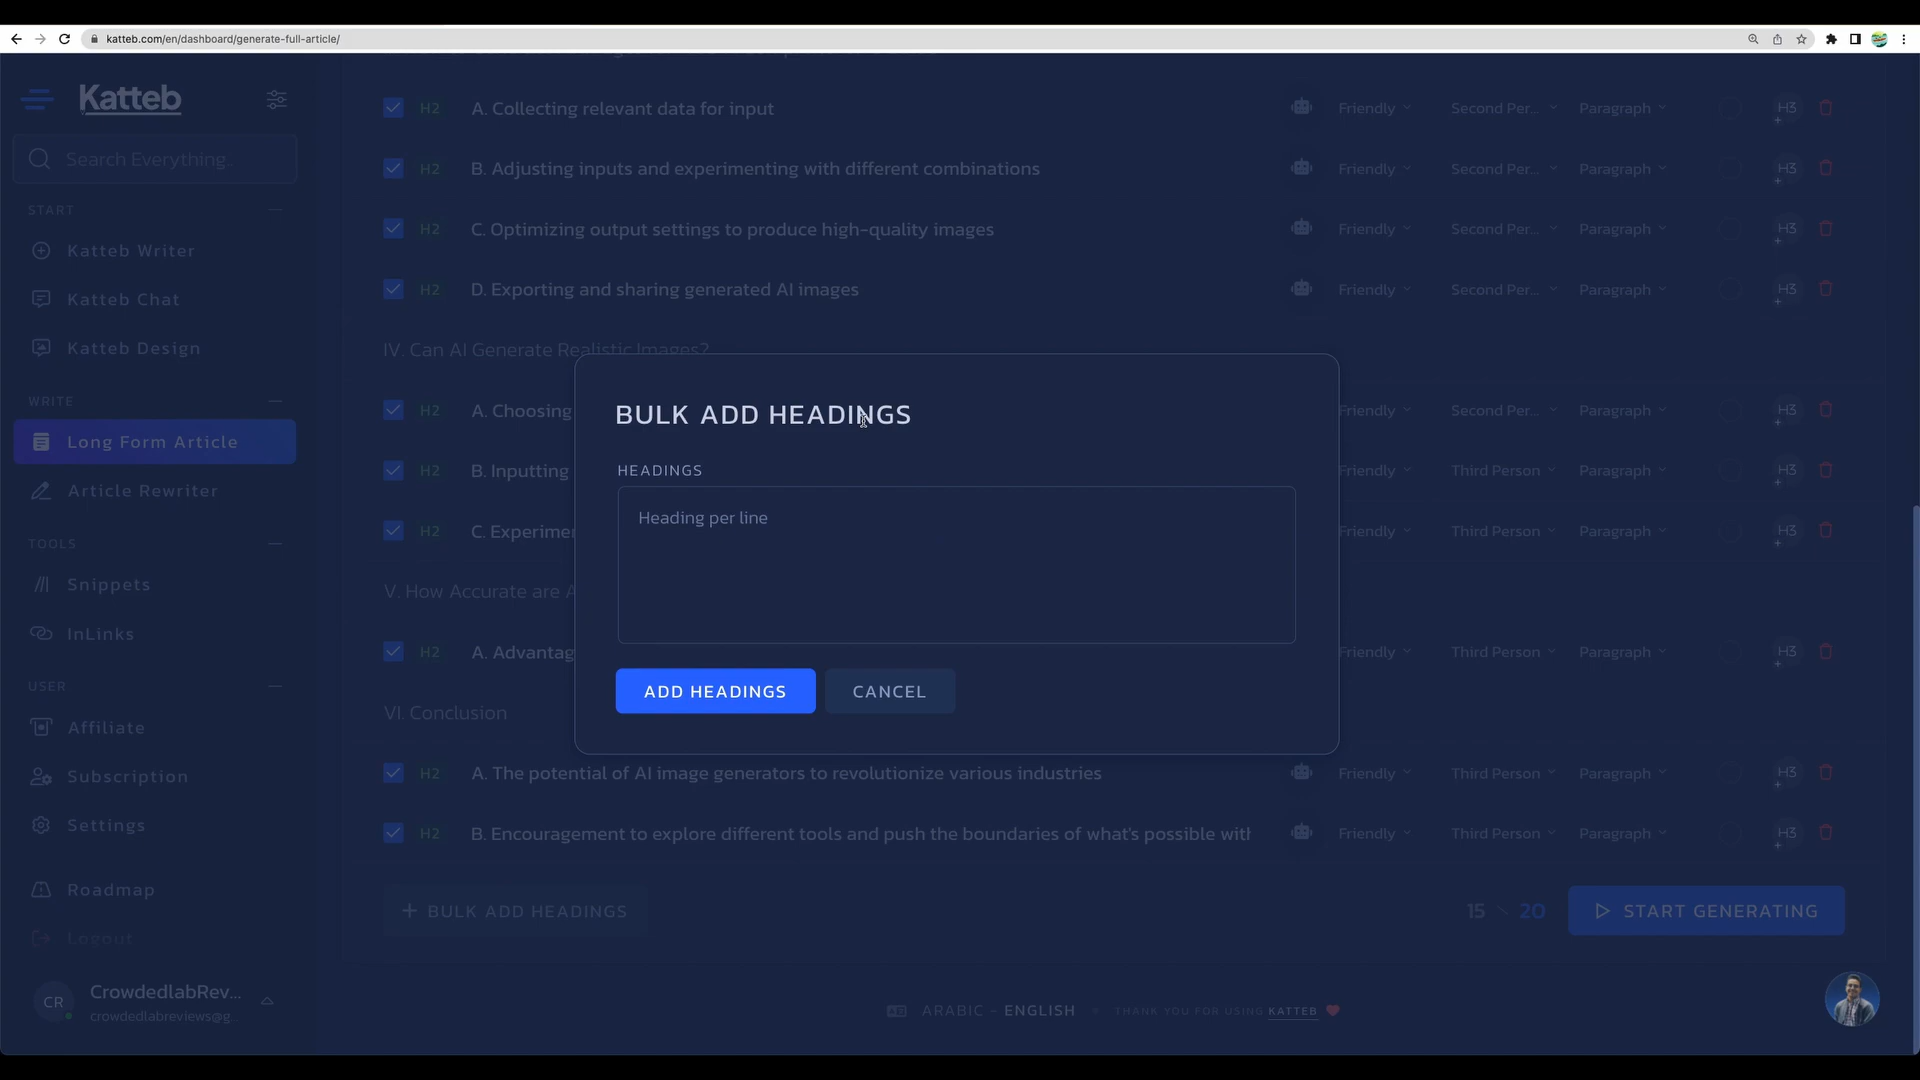 katteb.com/en/dashboard/generate-full-article/
Katteb
Search Everything..
START
Katteb Writer
Katteb Chat
Katteb Design
WRITE
Long Form Article
Article Rewriter
TOOLS
Snippets
InLinks
USER
Affiliate
Subscription
Settings
Roadmap
Logout
CR
CrowdedlabRev...
crowdedlabreviews@g...
H2 A. Collecting relevant data for input Friendly Second Per... Paragraph H3
H2 B. Adjusting inputs and experimenting with different combinations Friendly Second Per... Paragraph H3
H2 C. Optimizing output settings to produce high-quality images Friendly Second Per... Paragraph H3
H2 D. Exporting and sharing generated AI images Friendly Second Per... Paragraph H3
IV. Can AI Generate Realistic Images?
H2 A. Choosing Friendly Second Per... Paragraph H3
H2 B. Inputting Friendly Third Person Paragraph H3
H2 C. Experimen Friendly Third Person Paragraph H3
V. How Accurate are A
H2 A. Advantag Friendly Third Person Paragraph H3
VI. Conclusion
H2 A. The potential of AI image generators to revolutionize various industries Friendly Third Person Paragraph H3
H2 B. Encouragement to explore different tools and push the boundaries of what's possible with Friendly Third Person Paragraph H3
BULK ADD HEADINGS
HEADINGS
Heading per line
ADD HEADINGS CANCEL
+ BULK ADD HEADINGS 15 \ 20 START GENERATING
ARABIC - ENGLISH THANK YOU FOR USING KATTEB